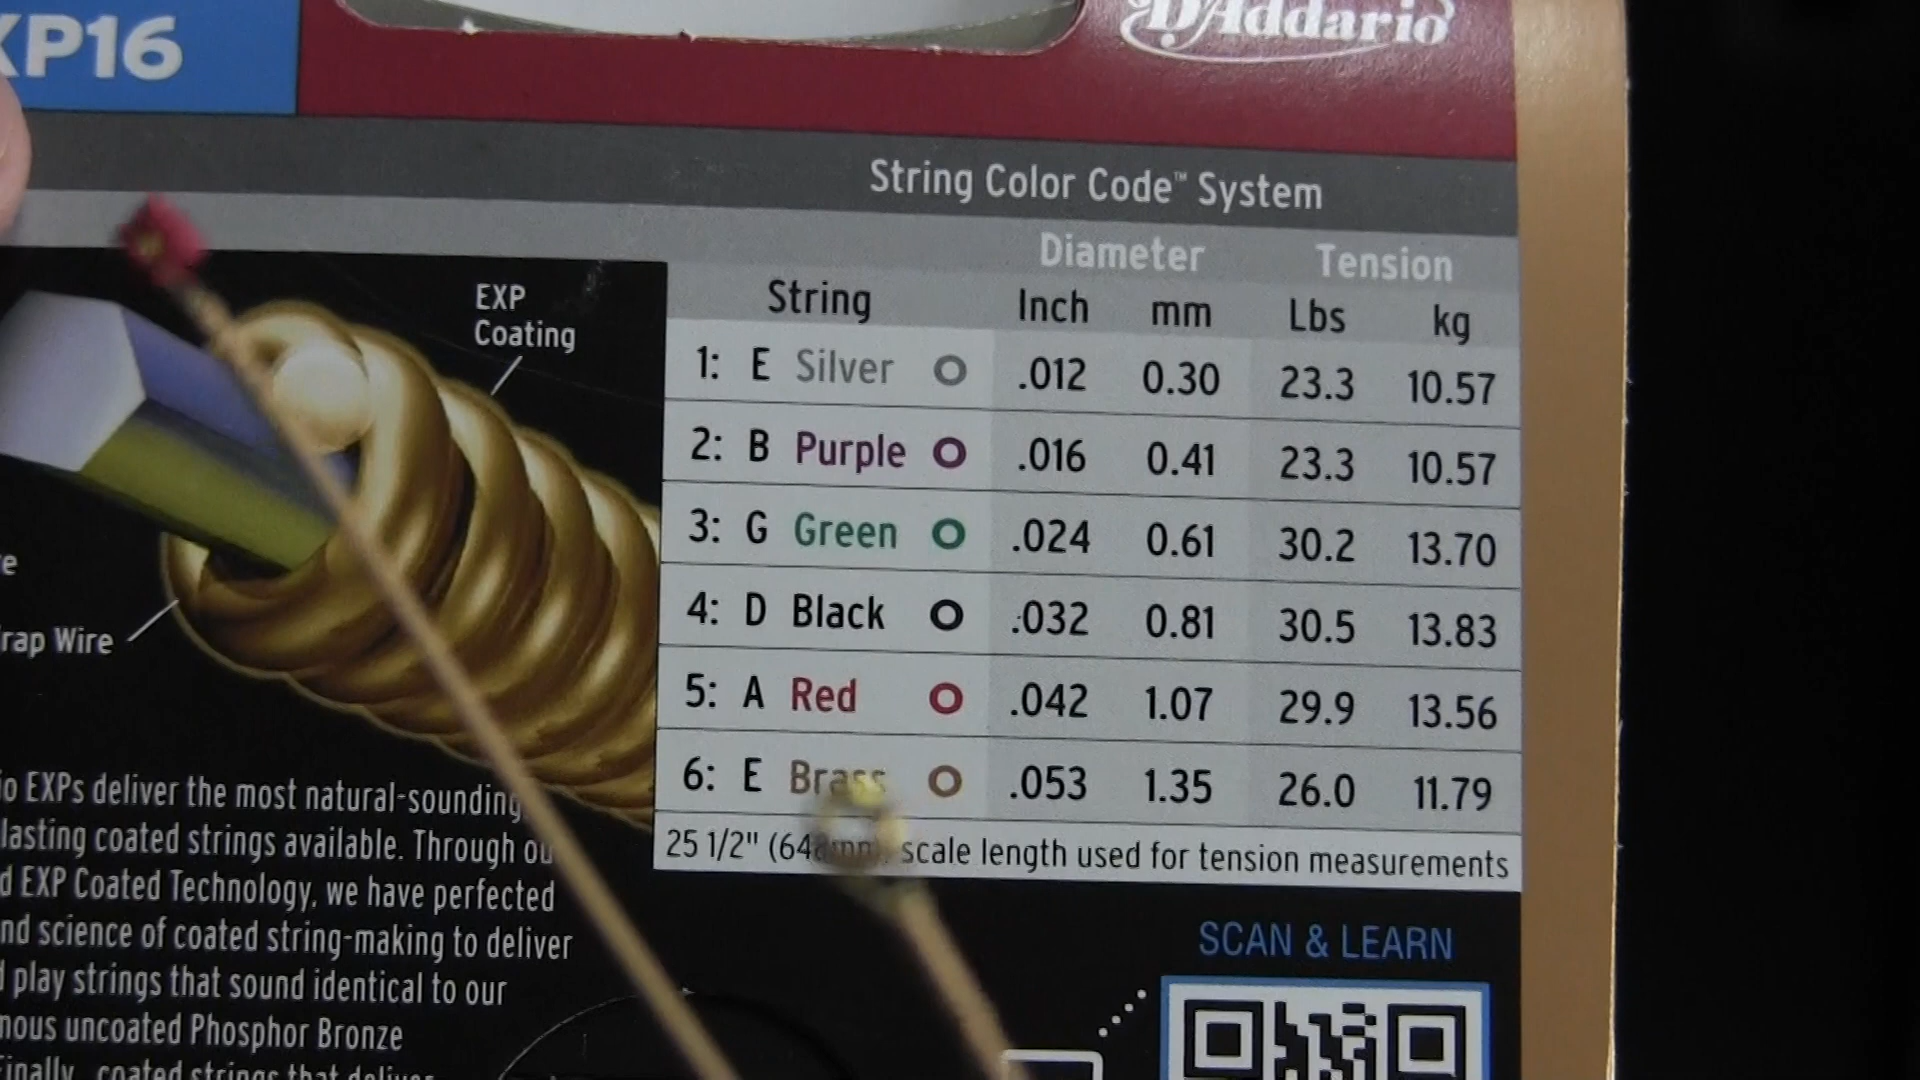 XP16
D'Addario
String Color Code™ System
Diameter Tension
String Inch mm Lbs kg
1: E Silver .012 0.30 23.3 10.57
2: B Purple .016 0.41 23.3 10.57
3: G Green .024 0.61 30.2 13.70
4: D Black .032 0.81 30.5 13.83
5: A Red .042 1.07 29.9 13.56
6: E Brass .053 1.35 26.0 11.79
25 1/2" (648mm) scale length used for tension measurements
EXP
Coating
rap Wire
io EXPs deliver the most natural-sounding
lasting coated strings available. Through ou
d EXP Coated Technology, we have perfected
nd science of coated string-making to deliver
d play strings that sound identical to our
mous uncoated Phosphor Bronze
Finally, coated strings that deliver
SCAN & LEARN